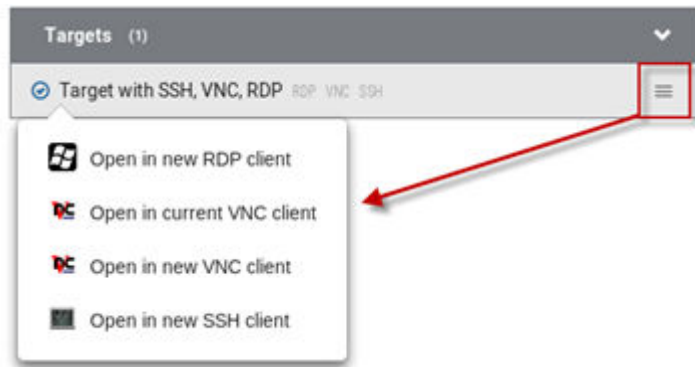 Targets (1)
Target with SSH, VNC, RDP RDP VNC SSH
Open in new RDP client
Open in current VNC client
Open in new VNC client
Open in new SSH client